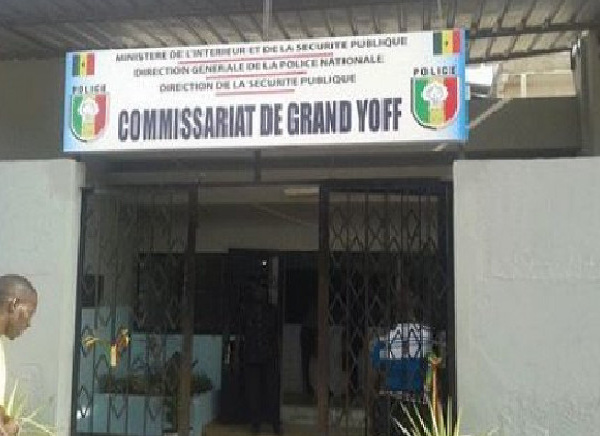 MINISTERE DE L'INTERIEUR ET DE LA SECURITE PUBLIQUE
DIRECTION GENERALE DE LA POLICE NATIONALE
DIRECTION DE LA SECURITE PUBLIQUE
POLICE
POLICE
COMMISSARIAT DE GRAND YOFF